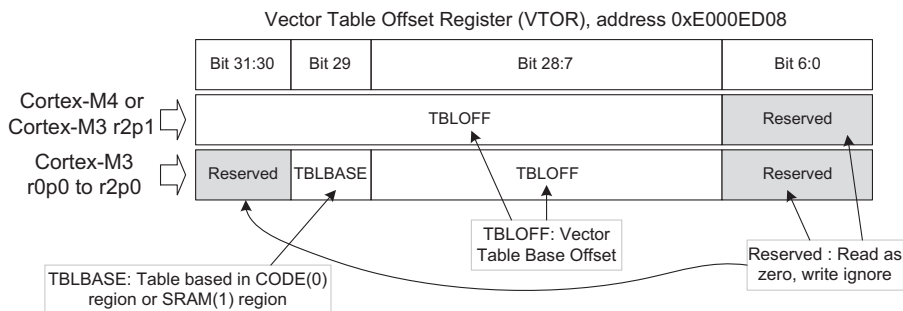 Vector Table Offset Register (VTOR), address 0xE000ED08
Bit 31:30 Bit 29 Bit 28:7 Bit 6:0
Cortex-M4 or
Cortex-M3 r2p1
TBLOFF Reserved
Cortex-M3
r0p0 to r2p0
Reserved TBLBASE TBLOFF Reserved
TBLOFF: Vector
Table Base Offset
Reserved : Read as
zero, write ignore
TBLBASE: Table based in CODE(0)
region or SRAM(1) region